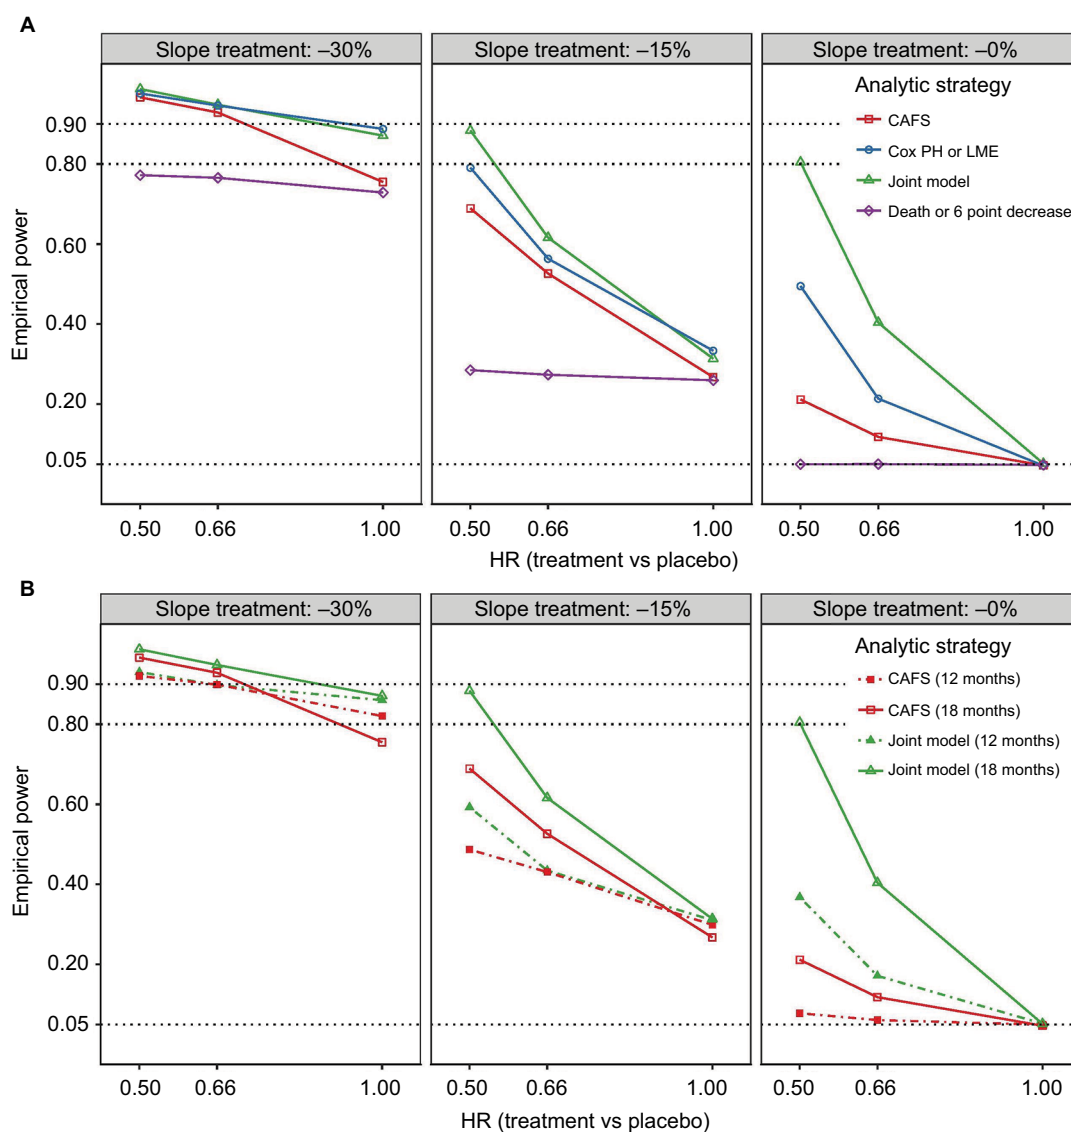 A
Slope treatment: –30%
Slope treatment: –15%
Slope treatment: –0%
Empirical power
0.90
0.80
0.60
0.40
0.20
0.05
Analytic strategy
CAFS
Cox PH or LME
Joint model
Death or 6 point decrease
0.50 0.66 1.00
0.50 0.66 1.00
0.50 0.66 1.00
HR (treatment vs placebo)
B
Slope treatment: –30%
Slope treatment: –15%
Slope treatment: –0%
Empirical power
0.90
0.80
0.60
0.40
0.20
0.05
Analytic strategy
CAFS (12 months)
CAFS (18 months)
Joint model (12 months)
Joint model (18 months)
0.50 0.66 1.00
0.50 0.66 1.00
0.50 0.66 1.00
HR (treatment vs placebo)